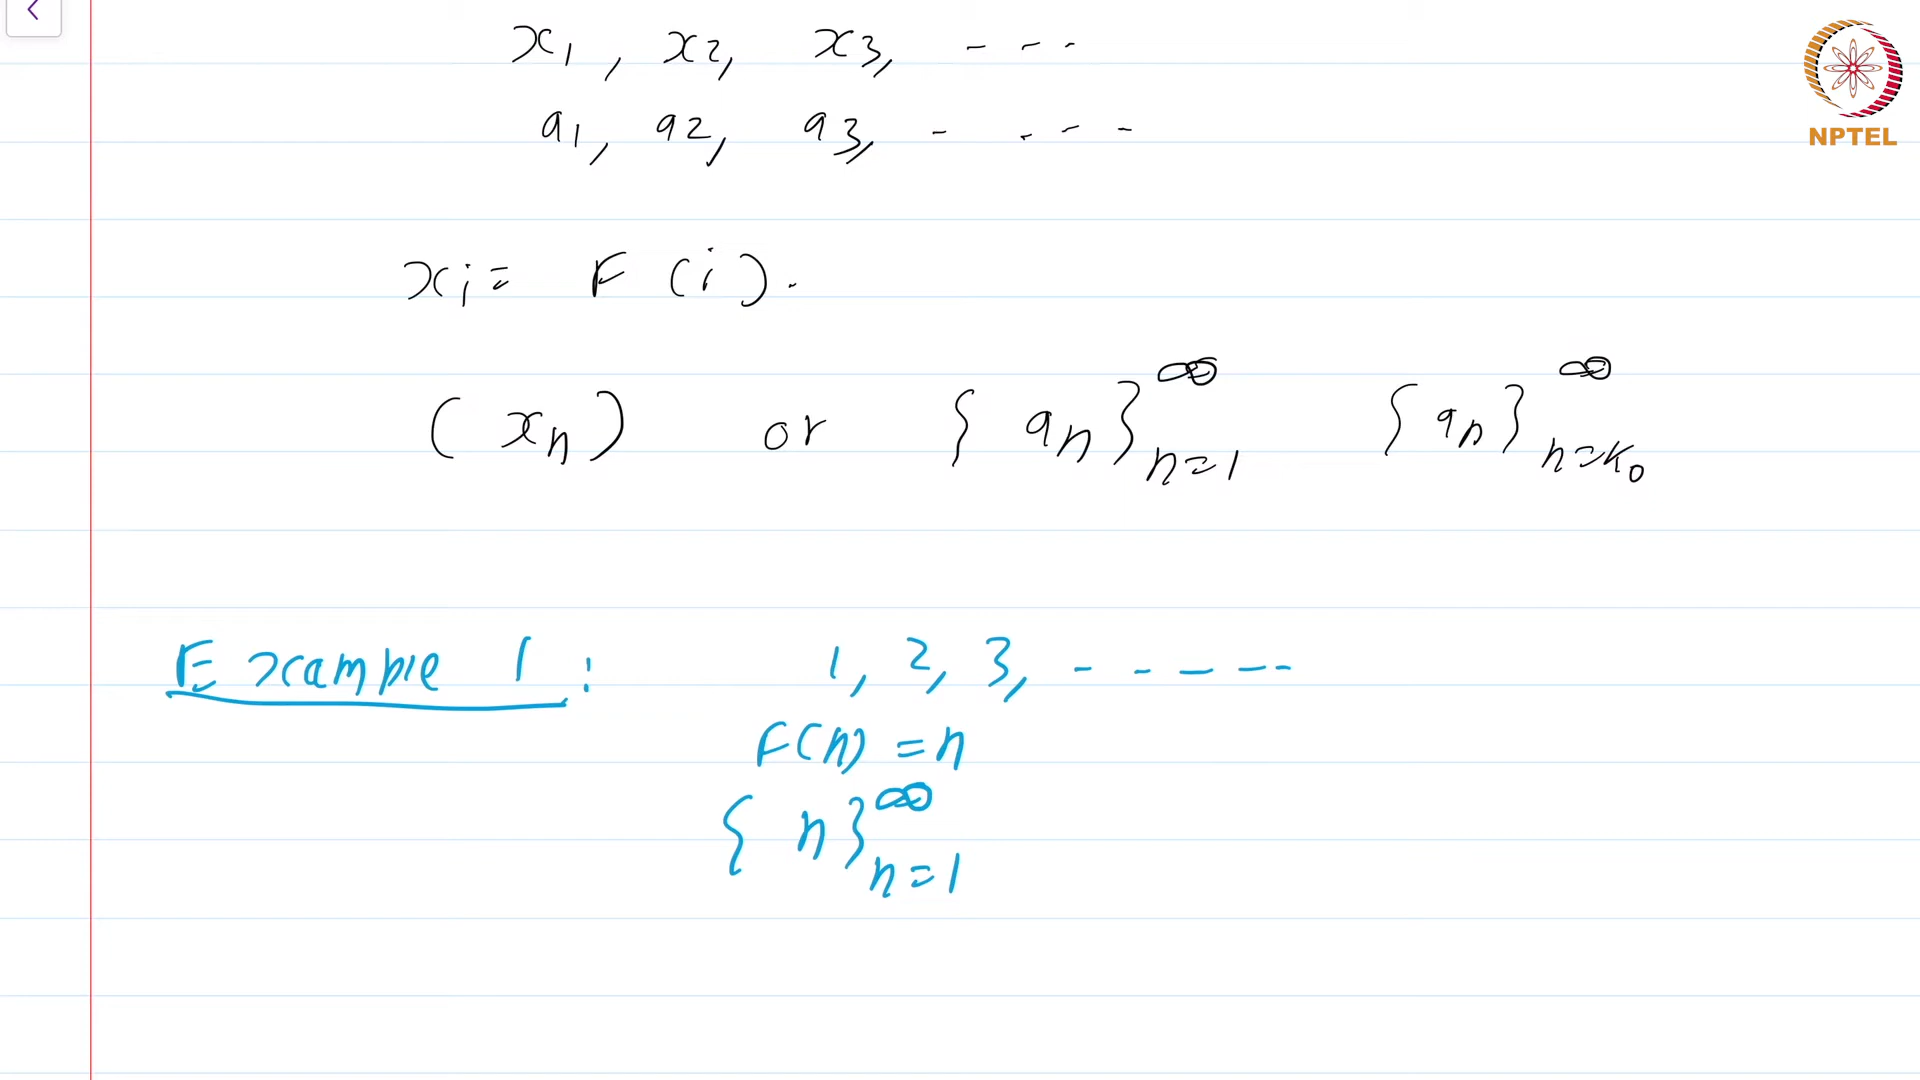 x₁, x₂, x₃, - - - -
a₁, a₂, a₃, - - - -
NPTEL
xᵢ = F (i).
(xₙ) or {aₙ}_{n=1}^∞ {aₙ}_{n=K₀}^∞
Example 1 : 1, 2, 3, - - - - -
F(n) = n
{n}_{n=1}^∞